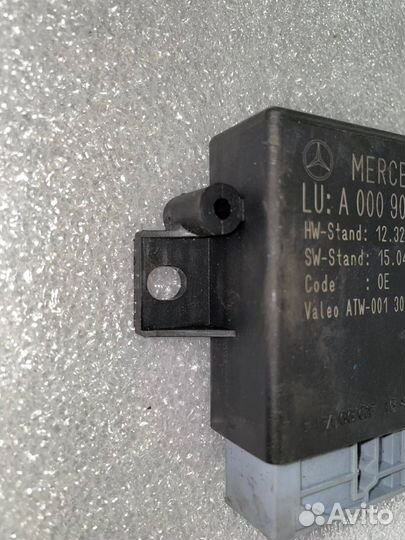 MERCE
LU: A 000 90
HW-Stand: 12.32
SW-Stand: 15.04
Code : 0E
Valeo ATW-001 30
Avito